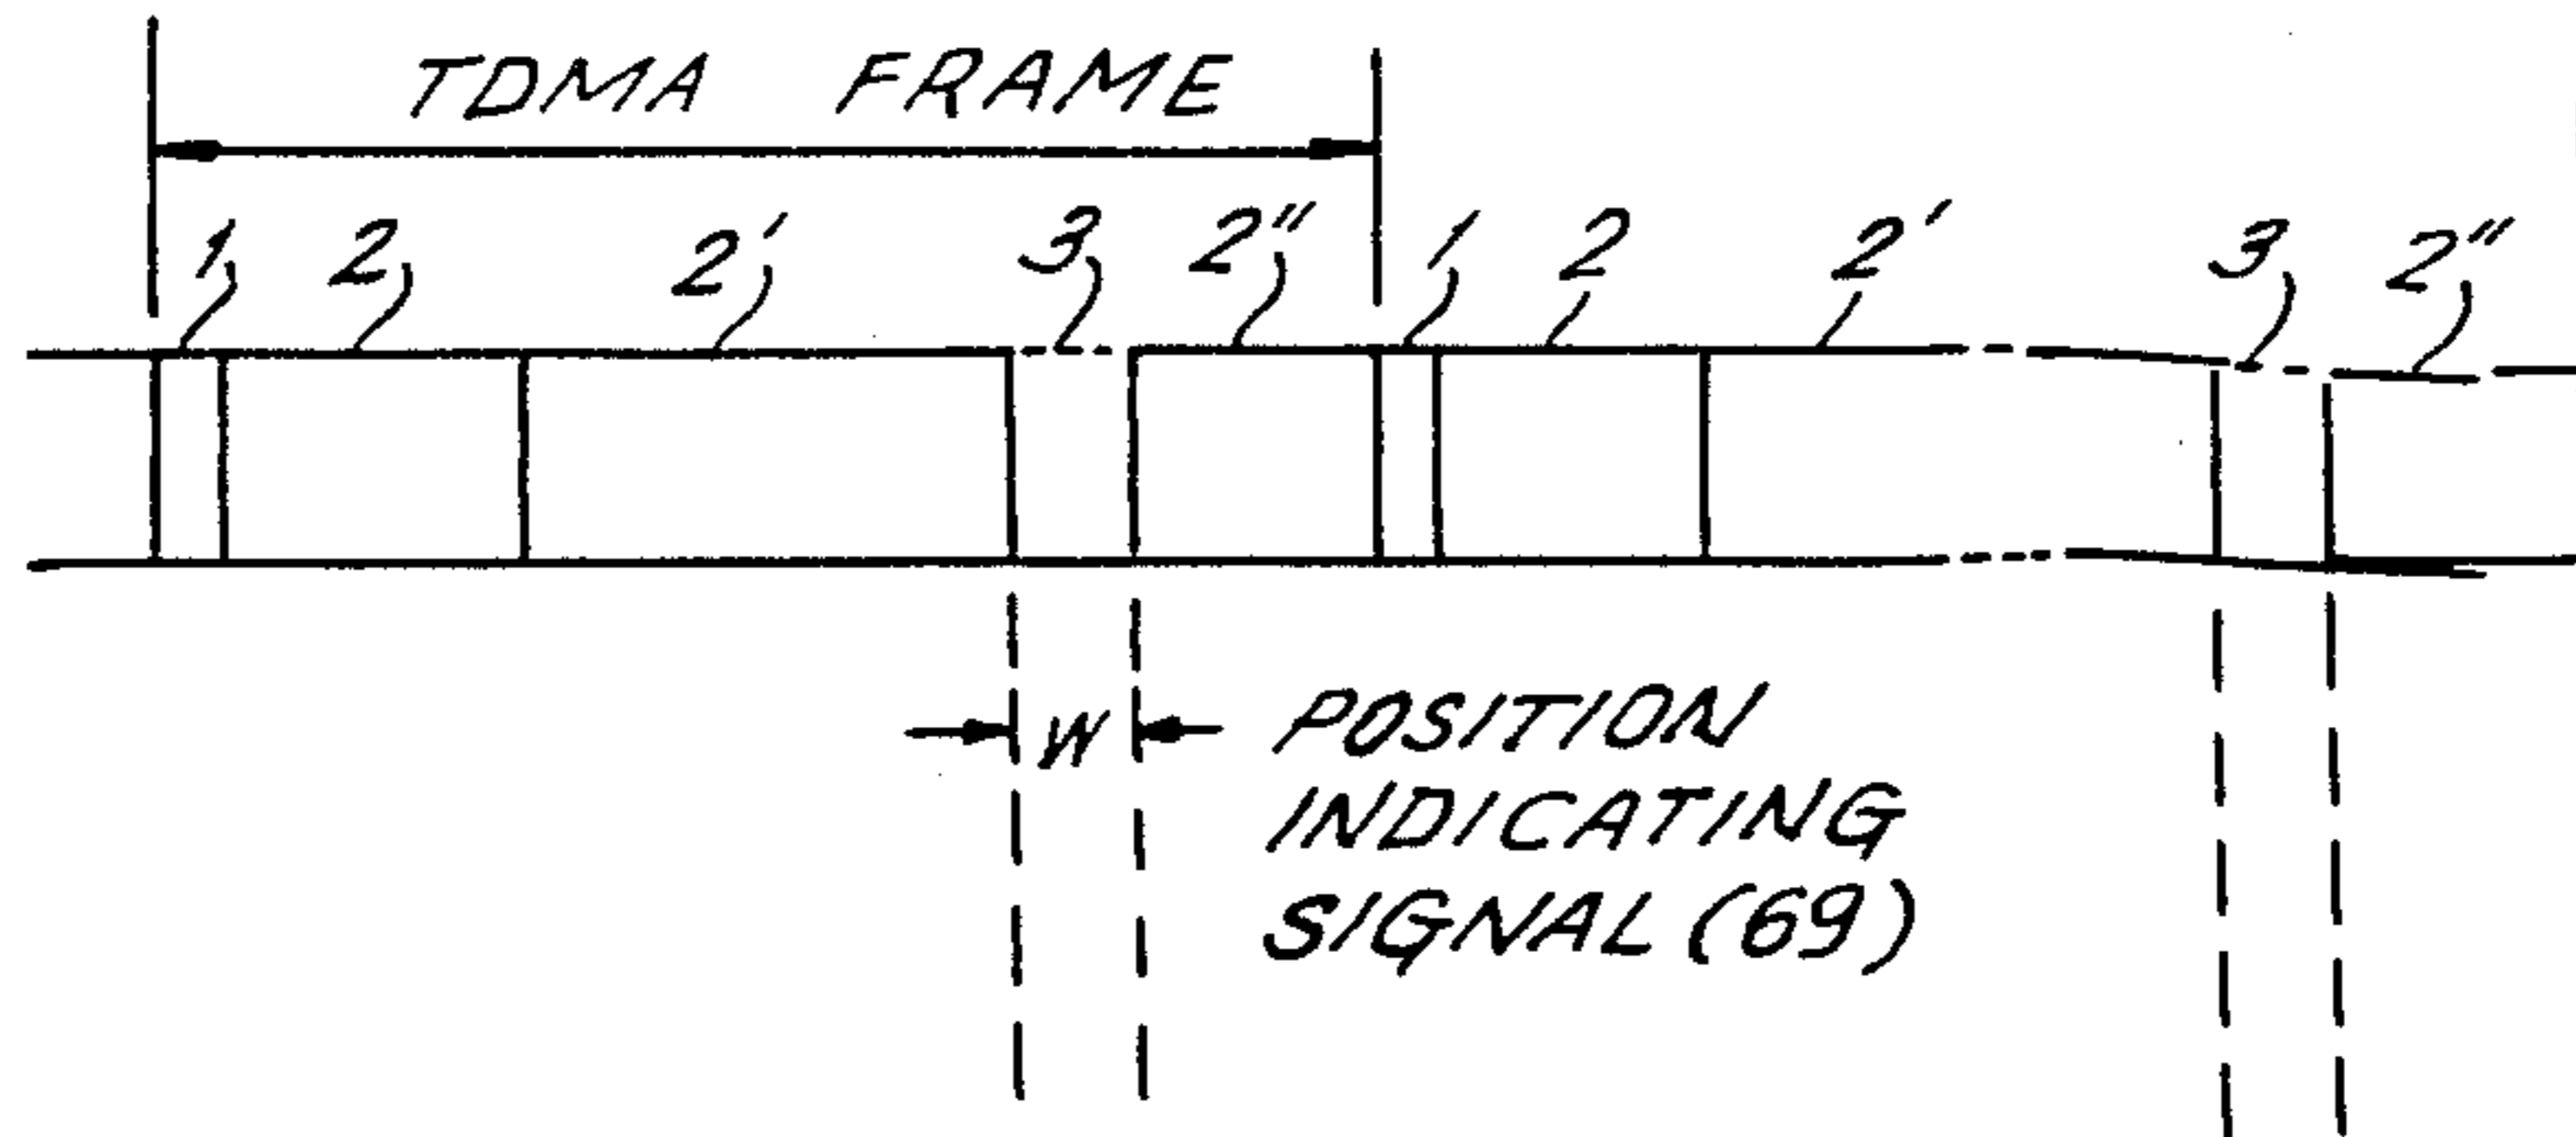 TDMA FRAME
1 2 2' 3 2" 1 2 2' 3 2"
W
POSITION
INDICATING
SIGNAL (69)